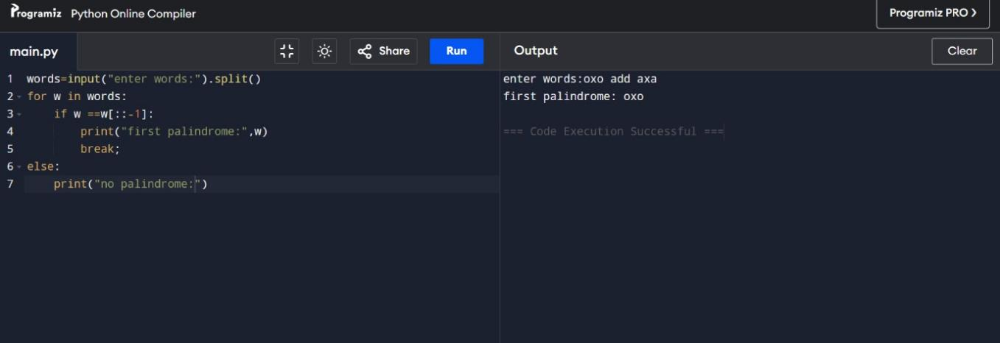 Programiz Python Online Compiler
Programiz PRO >
main.py
Share
Run
Output
Clear
1 words=input("enter words:").split()
2 for w in words:
3     if w ==w[::-1]:
4         print("first palindrome:",w)
5         break;
6 else:
7     print("no palindrome:")
enter words:oxo add axa
first palindrome: oxo
=== Code Execution Successful ===